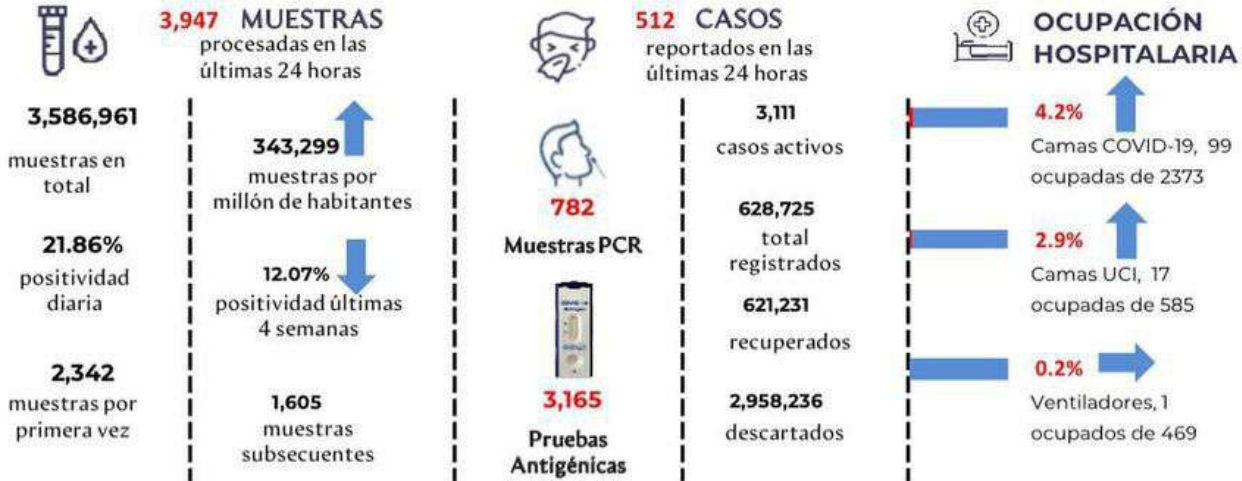 3,947 MUESTRAS
procesadas en las
últimas 24 horas
3,586,961
muestras en
total
21.86%
positividad
diaria
2,342
muestras por
primera vez
343,299
muestras por
millón de habitantes
12.07%
positividad últimas
4 semanas
1,605
muestras
subsecuentes
512 CASOS
reportados en las
últimas 24 horas
782
Muestras PCR
3,165
Pruebas
Antigénicas
3,111
casos activos
628,725
total
registrados
621,231
recuperados
2,958,236
descartados
OCUPACIÓN
HOSPITALARIA
4.2%
Camas COVID-19, 99
ocupadas de 2373
2.9%
Camas UCI, 17
ocupadas de 585
0.2%
Ventiladores, 1
ocupados de 469